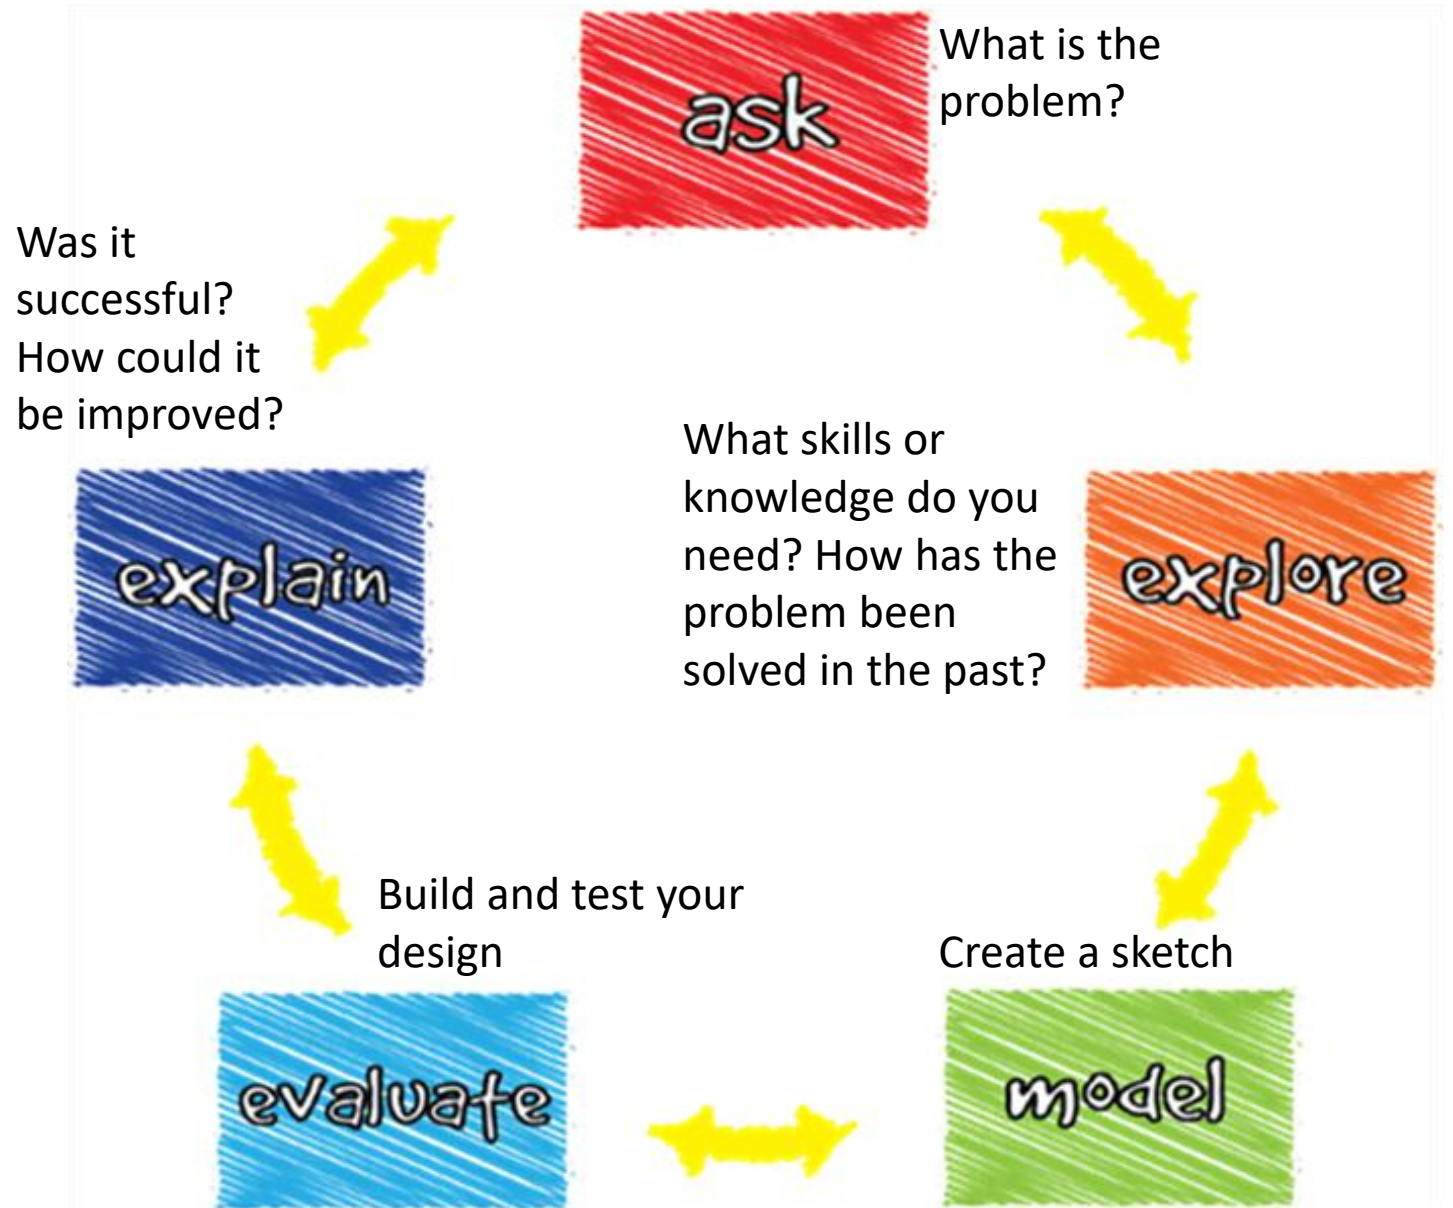 ask
What is the
problem?
Was it
successful?
How could it
be improved?
explain
What skills or
knowledge do you
need? How has the
problem been
solved in the past?
explore
Build and test your
design
evaluate
Create a sketch
model